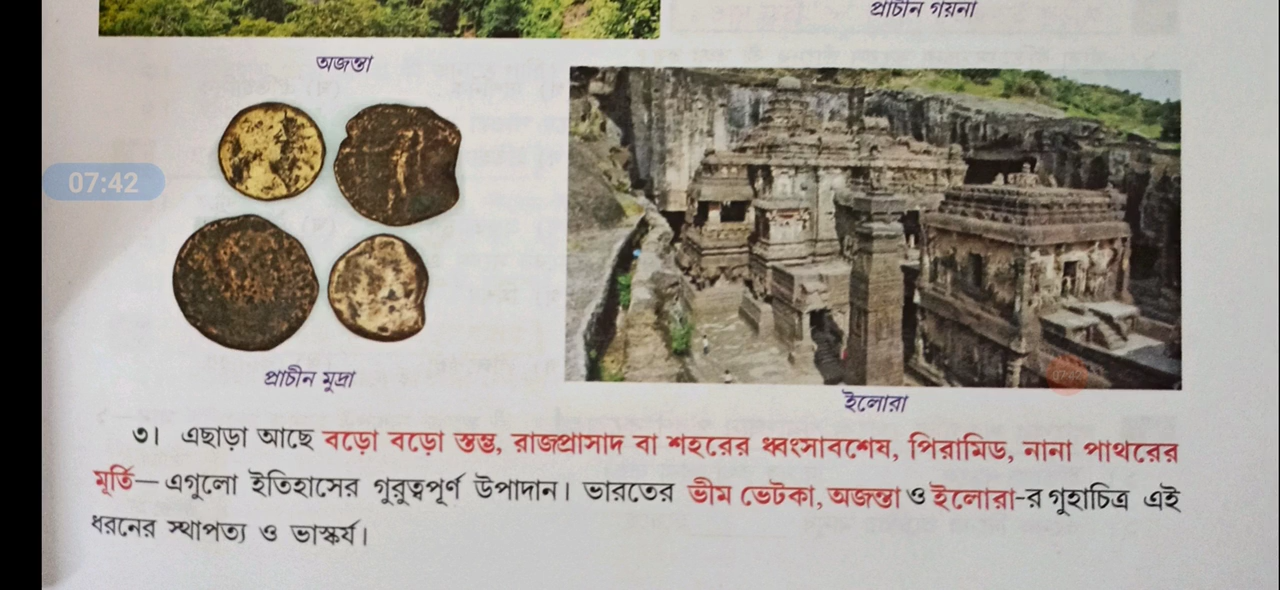 প্রাচীন গয়না
অজন্তা
07:42
প্রাচীন মুদ্রা
ইলোরা
৩। এছাড়া আছে বড়ো বড়ো স্তম্ভ, রাজপ্রাসাদ বা শহরের ধ্বংসাবশেষ, পিরামিড, নানা পাথরের
মূর্তি— এগুলো ইতিহাসের গুরুত্বপূর্ণ উপাদান। ভারতের ভীম ভেটকা, অজন্তা ও ইলোরা-র গুহাচিত্র এই
ধরনের স্থাপত্য ও ভাস্কর্য।